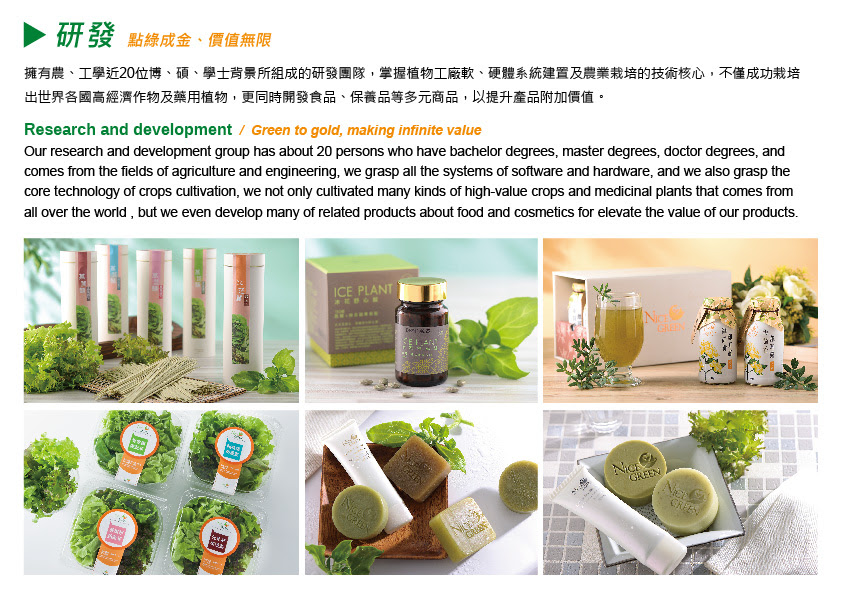 研發 點綠成金、價值無限
擁有農、工學近20位博、碩、學士背景所組成的研發團隊，掌握植物工廠軟、硬體系統建置及農業栽培的技術核心，不僅成功栽培
出世界各國高經濟作物及藥用植物，更同時開發食品、保養品等多元商品，以提升產品附加價值。
Research and development / Green to gold, making infinite value
Our research and development group has about 20 persons who have bachelor degrees, master degrees, doctor degrees, and
comes from the fields of agriculture and engineering, we grasp all the systems of software and hardware, and we also grasp the
core technology of crops cultivation, we not only cultivated many kinds of high-value crops and medicinal plants that comes from
all over the world , but we even develop many of related products about food and cosmetics for elevate the value of our products.
ICE PLANT
ICE PLANT
NICE
GREEN
NICE
GREEN
NICE
GREEN
NICE
GREEN